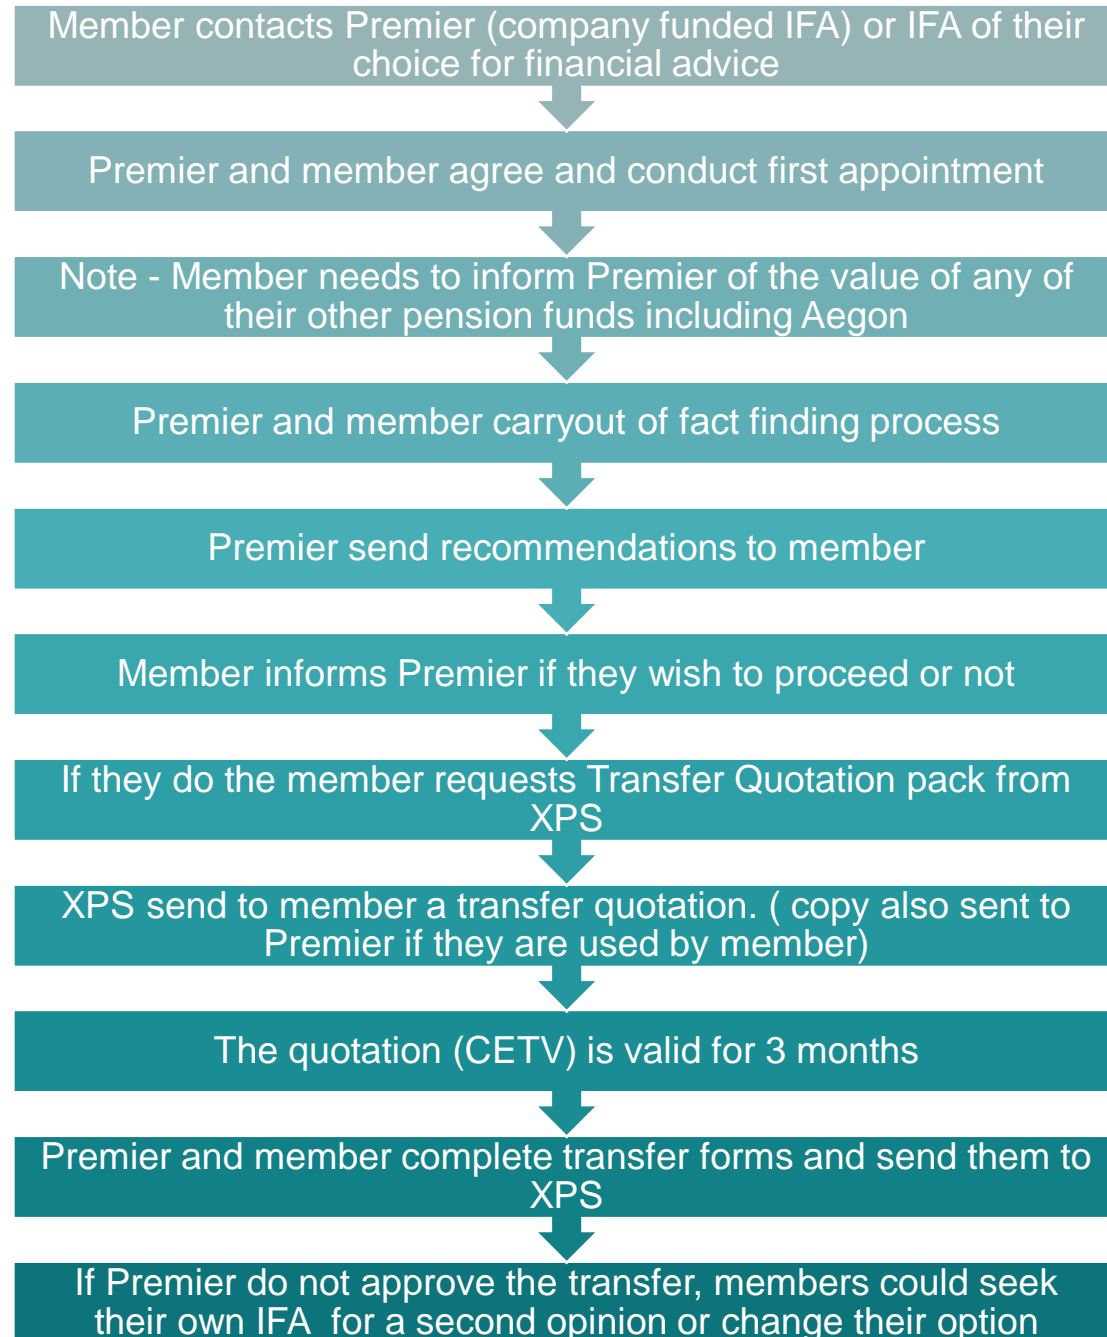 Member contacts Premier (company funded IFA) or IFA of their
choice for financial advice
Premier and member agree and conduct first appointment
Note - Member needs to inform Premier of the value of any of
their other pension funds including Aegon
Premier and member carryout of fact finding process
Premier send recommendations to member
Member informs Premier if they wish to proceed or not
If they do the member requests Transfer Quotation pack from
XPS
XPS send to member a transfer quotation. ( copy also sent to
Premier if they are used by member)
The quotation (CETV) is valid for 3 months
Premier and member complete transfer forms and send them to
XPS
If Premier do not approve the transfer, members could seek
their own IFA  for a second opinion or change their option